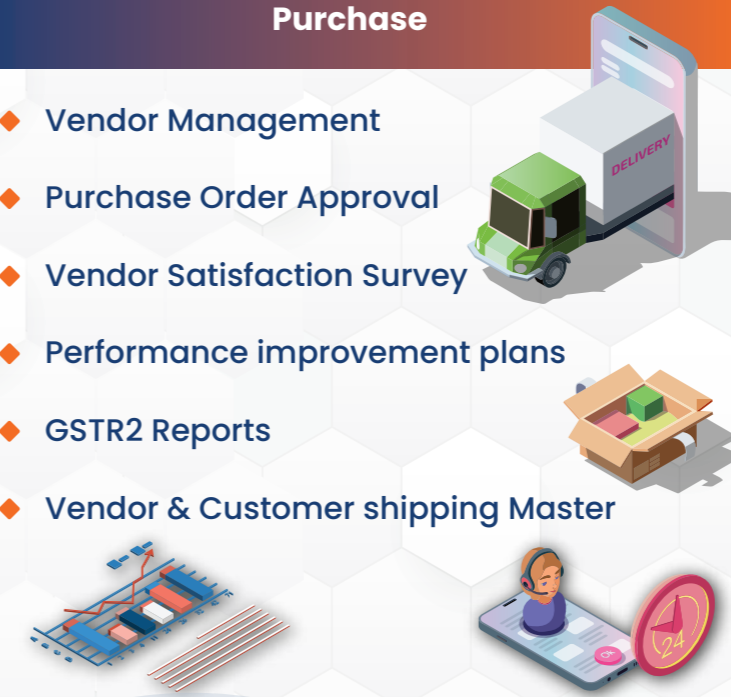 Purchase
Vendor Management
DELIVERY
Purchase Order Approval
Vendor Satisfaction Survey
Performance improvement plans
GSTR2 Reports
Vendor & Customer shipping Master
24